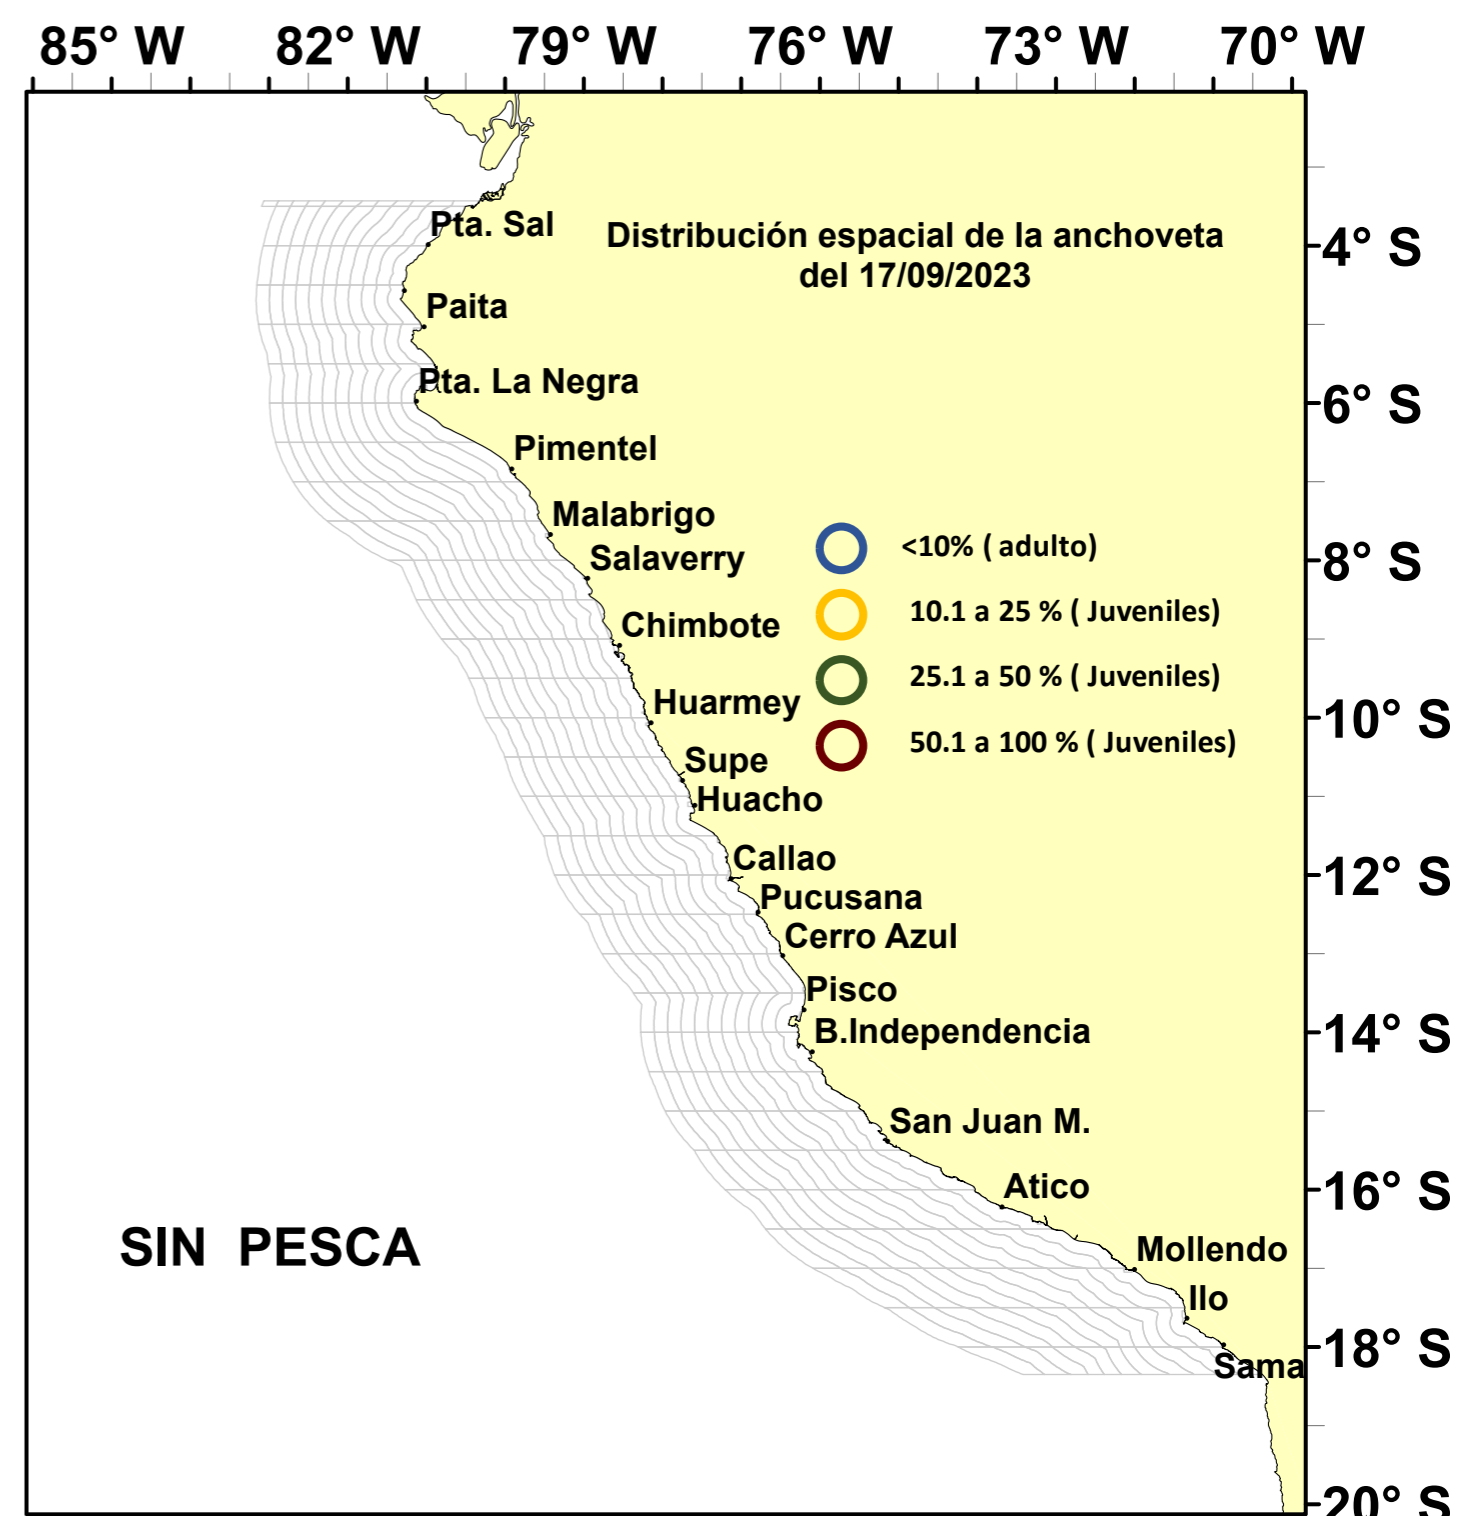 85° W 82° W 79° W 76° W 73° W 70° W
Pta. Sal
Distribución espacial de la anchoveta
del 17/09/2023
4° S
Paita
Pta. La Negra
6° S
Pimentel
Malabrigo
<10% ( adulto)
Salaverry
8° S
10.1 a 25 % ( Juveniles)
Chimbote
25.1 a 50 % ( Juveniles)
Huarmey
10° S
50.1 a 100 % ( Juveniles)
Supe
Huacho
Callao
12° S
Pucusana
Cerro Azul
Pisco
B.Independencia
14° S
San Juan M.
Atico
16° S
SIN PESCA
Mollendo
Ilo
18° S
Sama
20° S